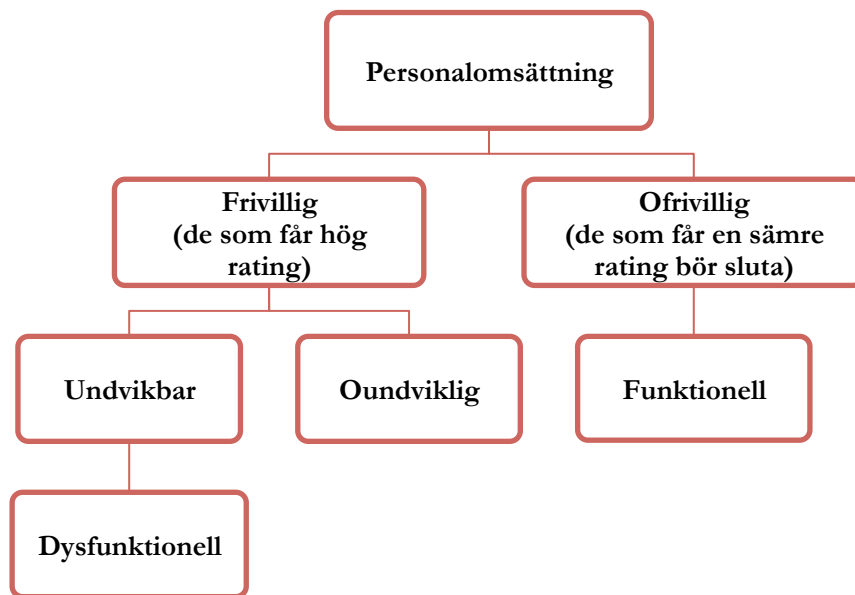 Personalomsättning
Frivillig
(de som får hög
rating)
Ofrivillig
(de som får en sämre
rating bör sluta)
Undvikbar
Oundviklig
Funktionell
Dysfunktionell